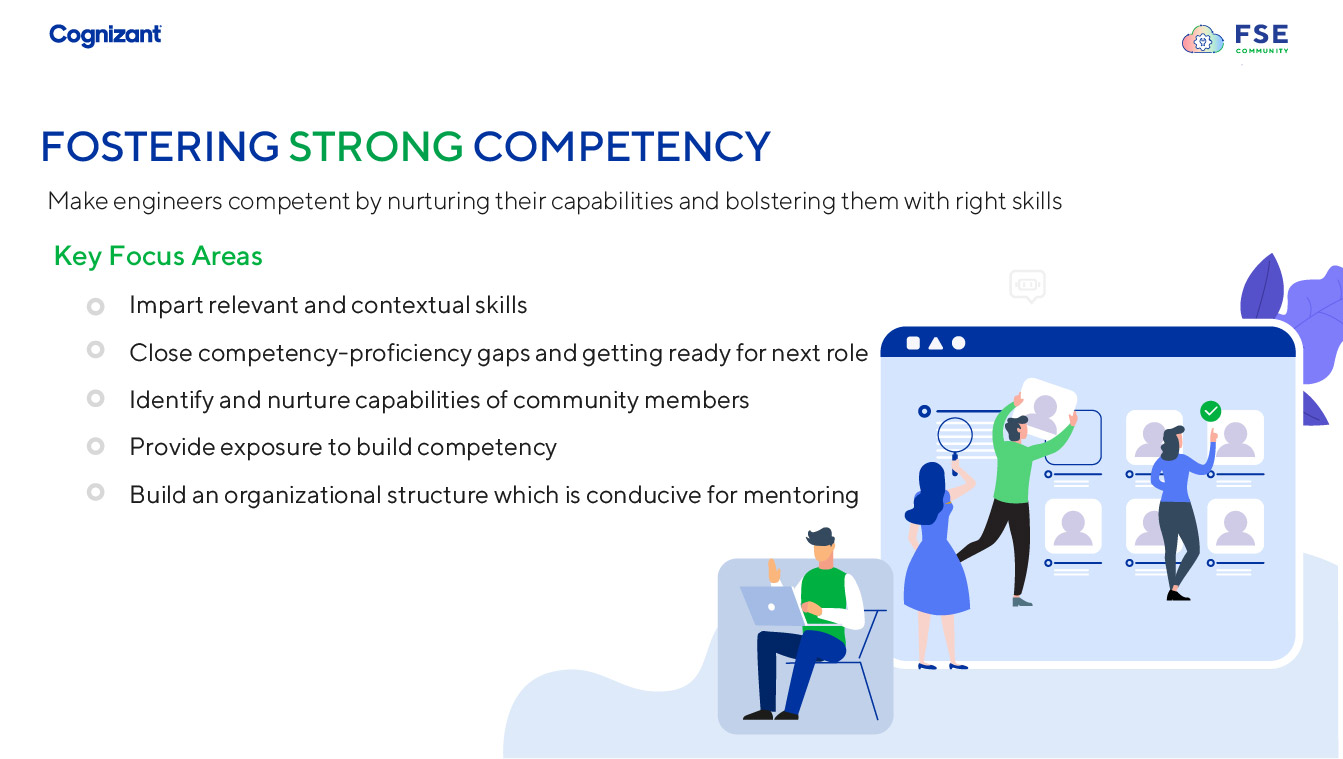 Cognizant
FSE
COMMUNITY
FOSTERING STRONG COMPETENCY
Make engineers competent by nurturing their capabilities and bolstering them with right skills
Key Focus Areas
Impart relevant and contextual skills
Close competency-proficiency gaps and getting ready for next role
Identify and nurture capabilities of community members
Provide exposure to build competency
Build an organizational structure which is conducive for mentoring